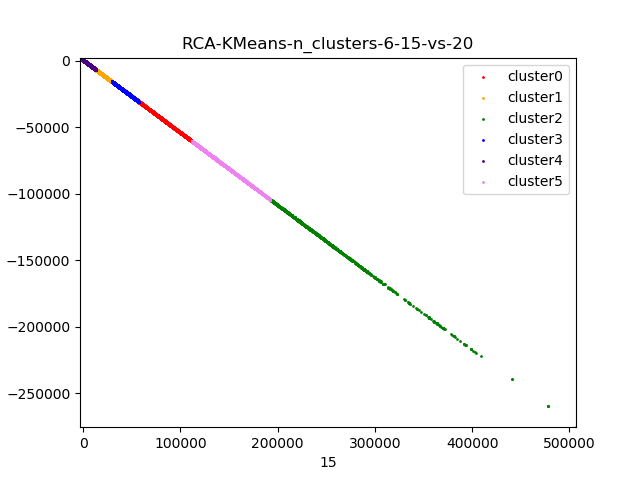 RCA-KMeans-n_clusters-6-15-vs-20
cluster0
cluster1
cluster2
cluster3
cluster4
cluster5
0
−50000
−100000
−150000
−200000
−250000
0 100000 200000 300000 400000 500000
15